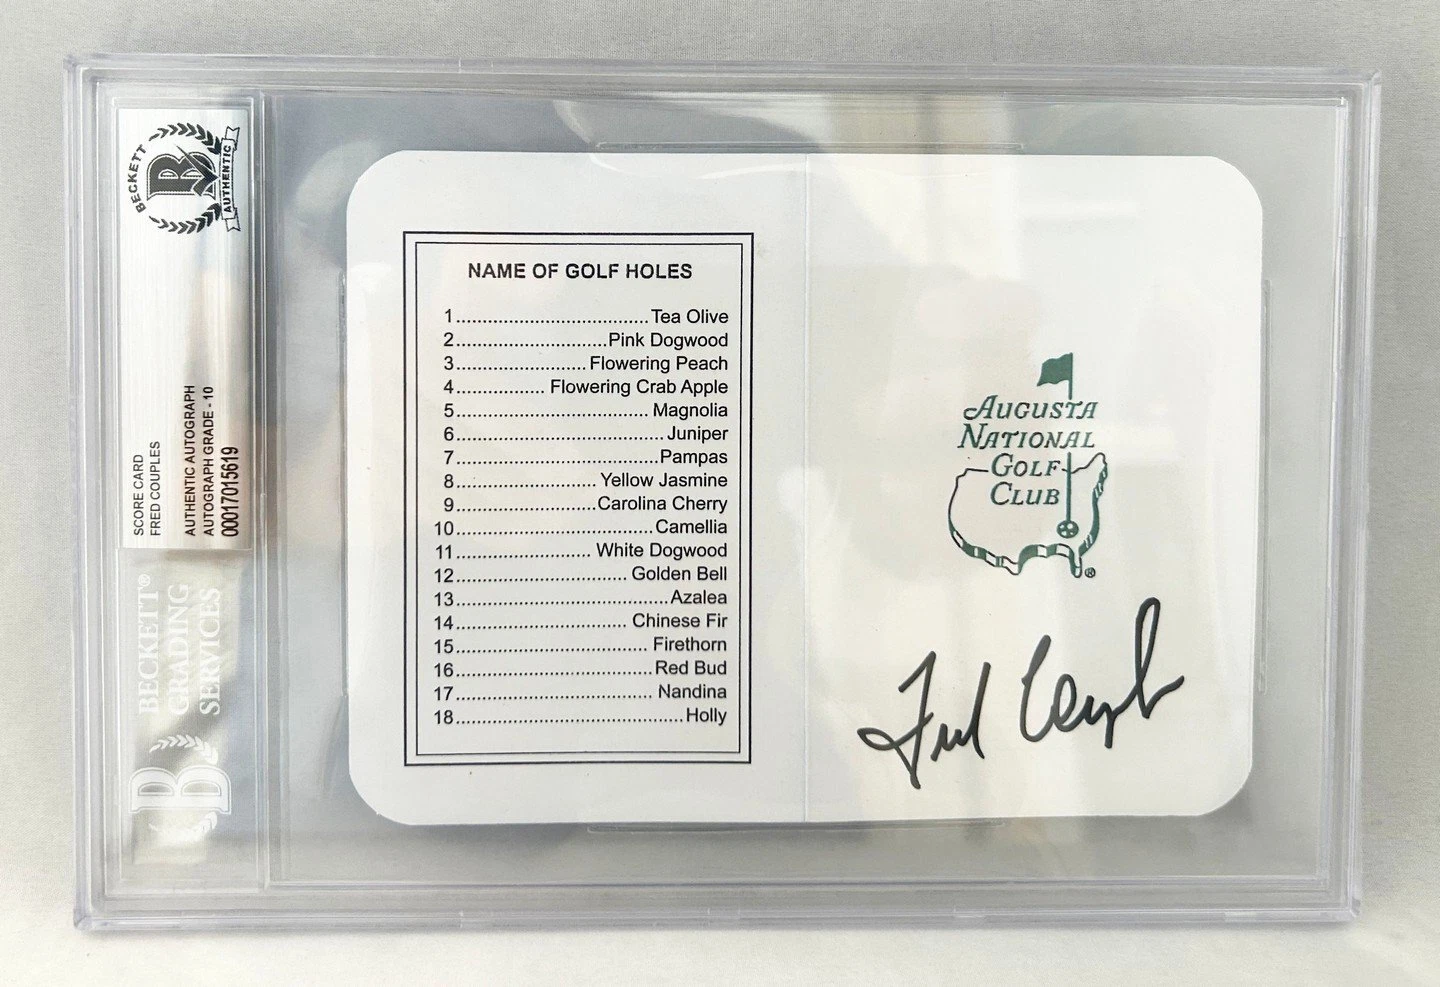 BECKETT
B
AUTHENTIC
SCORE CARD
FRED COUPLES
AUTHENTIC AUTOGRAPH
AUTOGRAPH GRADE - 10
00017015619
BECKETT®
GRADING
SERVICES
B
NAME OF GOLF HOLES
1..................................... Tea Olive
2.............................Pink Dogwood
3......................... Flowering Peach
4................. Flowering Crab Apple
5..................................... Magnolia
6........................................ Juniper
7.......................................Pampas
8........................... Yellow Jasmine
9...........................Carolina Cherry
10......................................Camellia
11.......................... White Dogwood
12................................. Golden Bell
13.........................................Azalea
14................................. Chinese Fir
15..................................... Firethorn
16......................................Red Bud
17...................................... Nandina
18............................................Holly
AUGUSTA
NATIONAL
GOLF
CLUB
®
Fred Couples